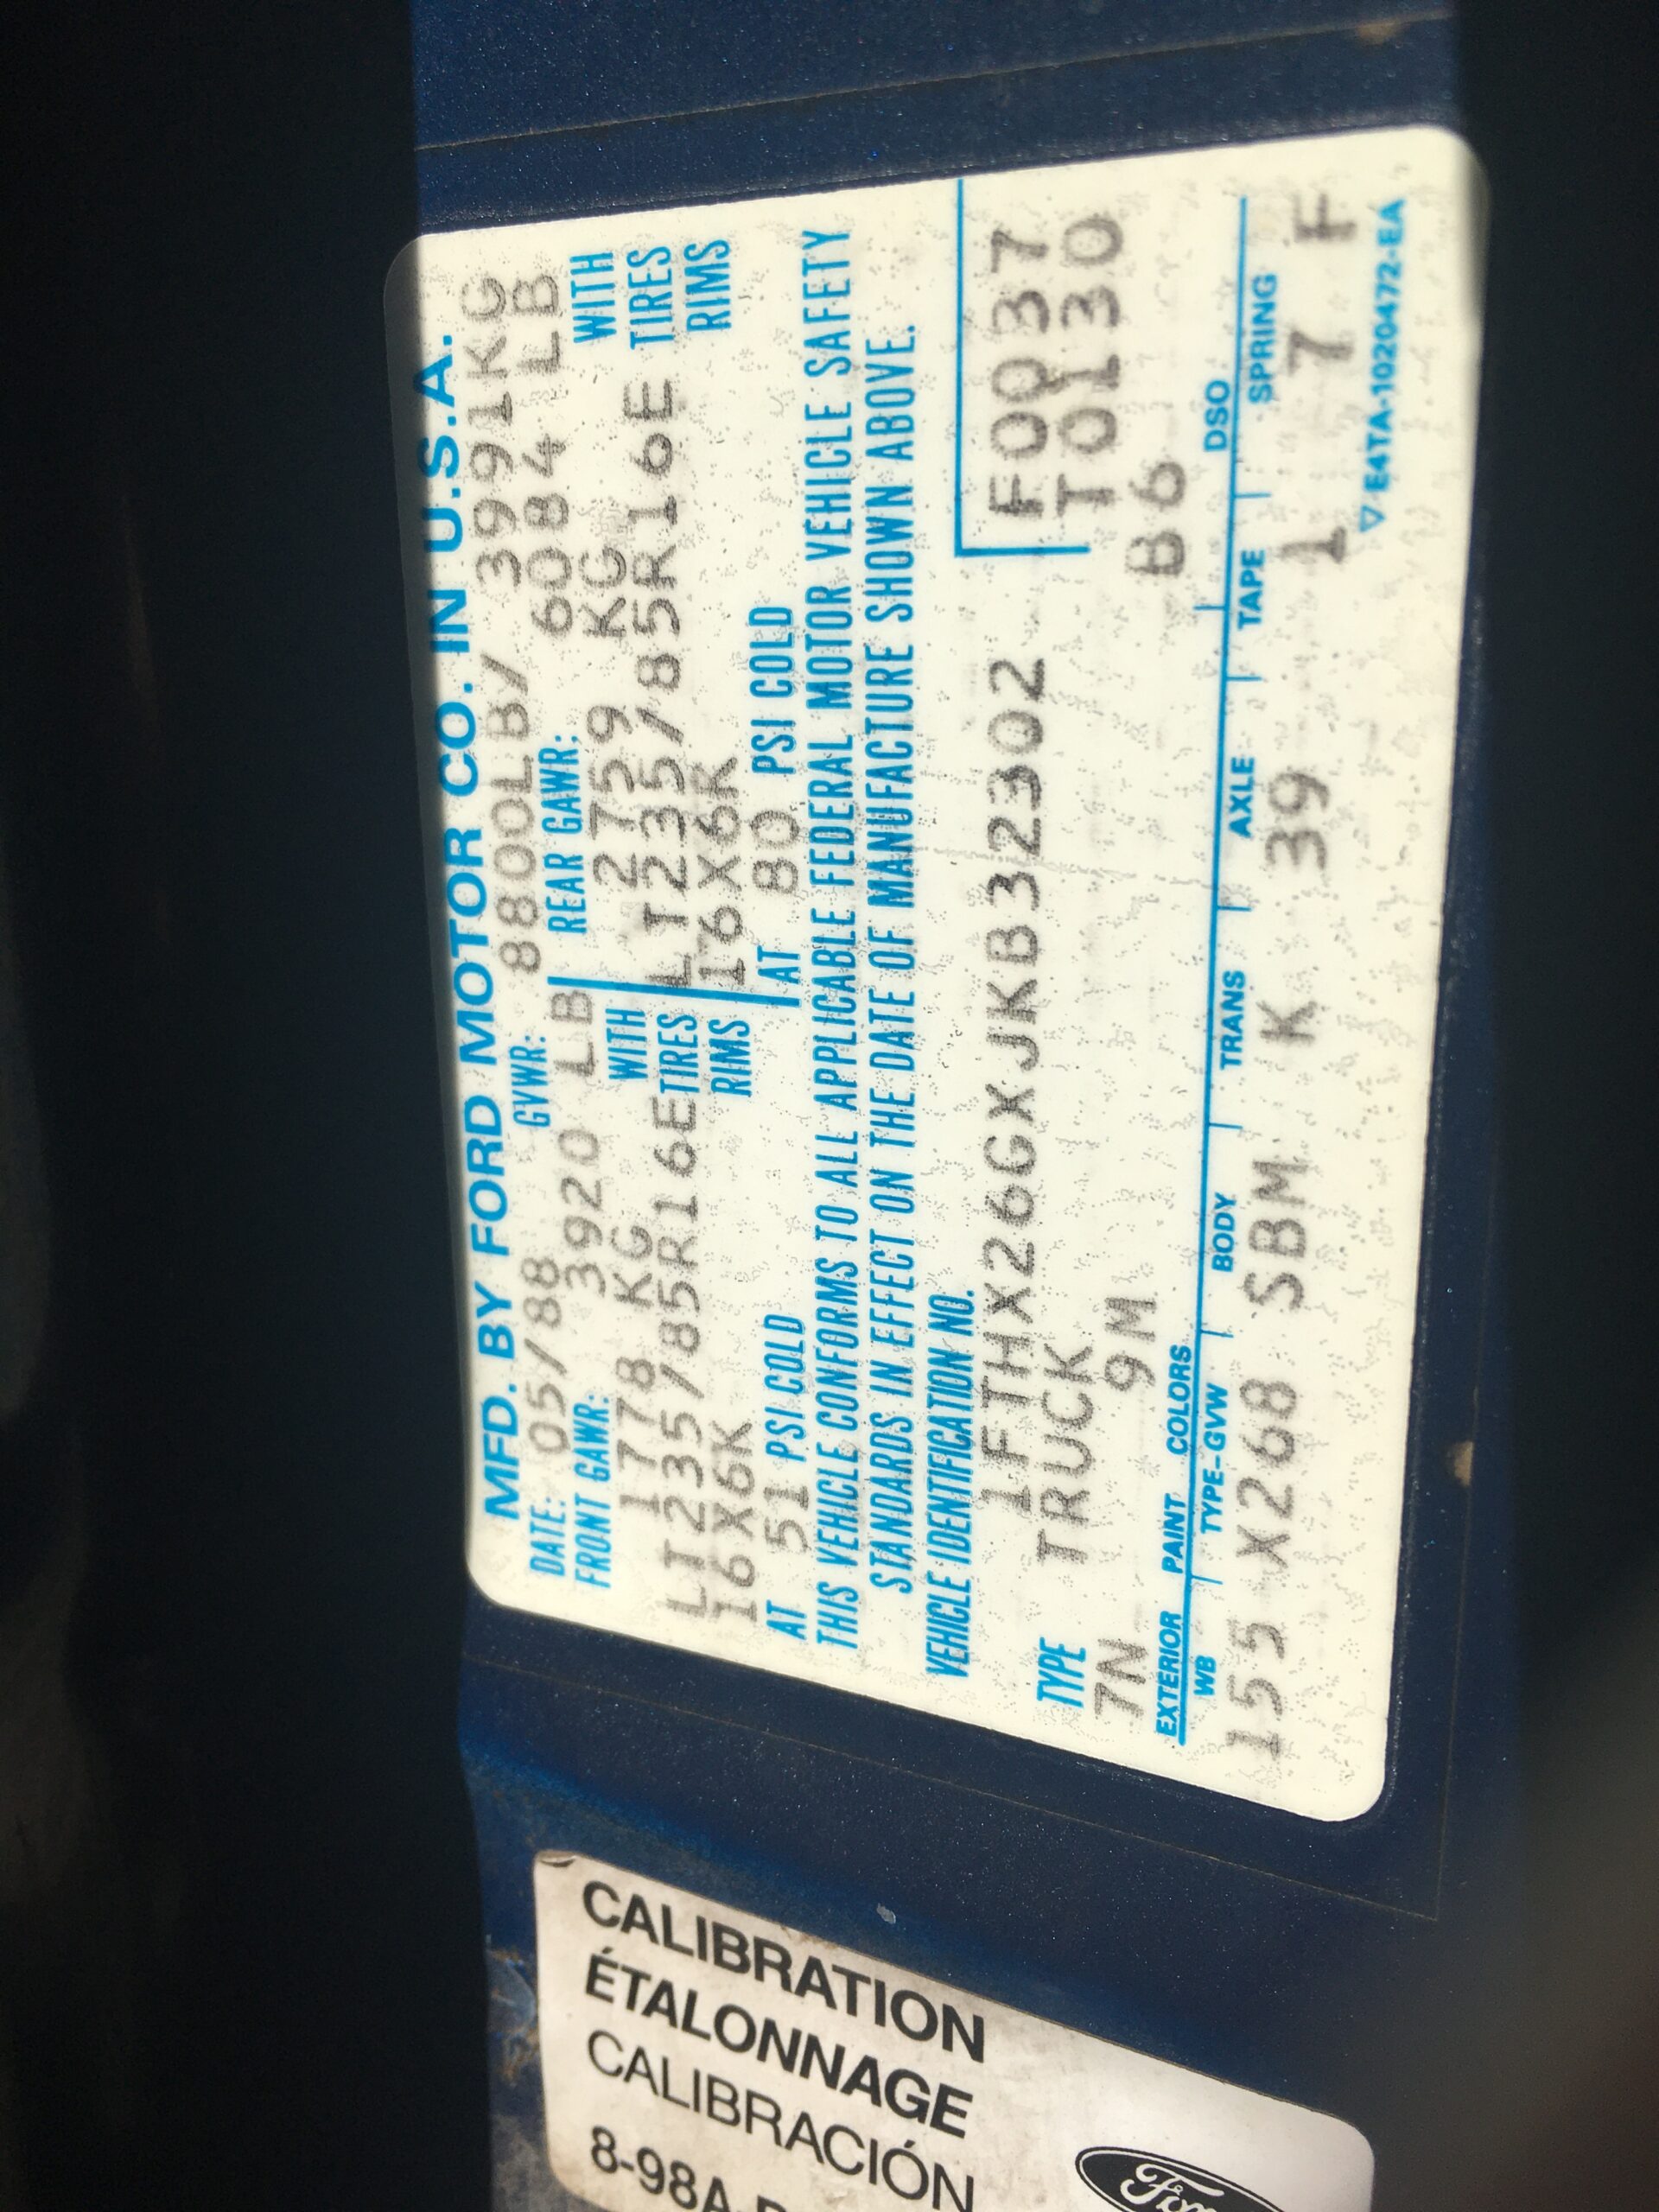 MFD. BY FORD MOTOR CO. IN U.S.A.
DATE: 05/88 GVWR: 8800LB/ 3991KG
FRONT GAWR: 3920 LB REAR GAWR: 6084 LB
1778 KG WITH 2759 KG WITH
LT235/85R16E TIRES LT235/85R16E TIRES
16X6K RIMS 16X6K RIMS
AT 51 PSI COLD AT 80 PSI COLD
THIS VEHICLE CONFORMS TO ALL APPLICABLE FEDERAL MOTOR VEHICLE SAFETY
STANDARDS IN EFFECT ON THE DATE OF MANUFACTURE SHOWN ABOVE.
VEHICLE IDENTIFICATION NO.
1FTHX26GXJKB32302 F0037
TYPE TRUCK T0130
7N 9M B6
EXTERIOR PAINT COLORS DSO
WB TYPE-GVW BODY TRANS AXLE TAPE SPRING
155 X268 SBM K 39 1 7 F
▽E4TA-1020472-EA
CALIBRATION
ÉTALONNAGE
CALIBRACIÓN
Ford